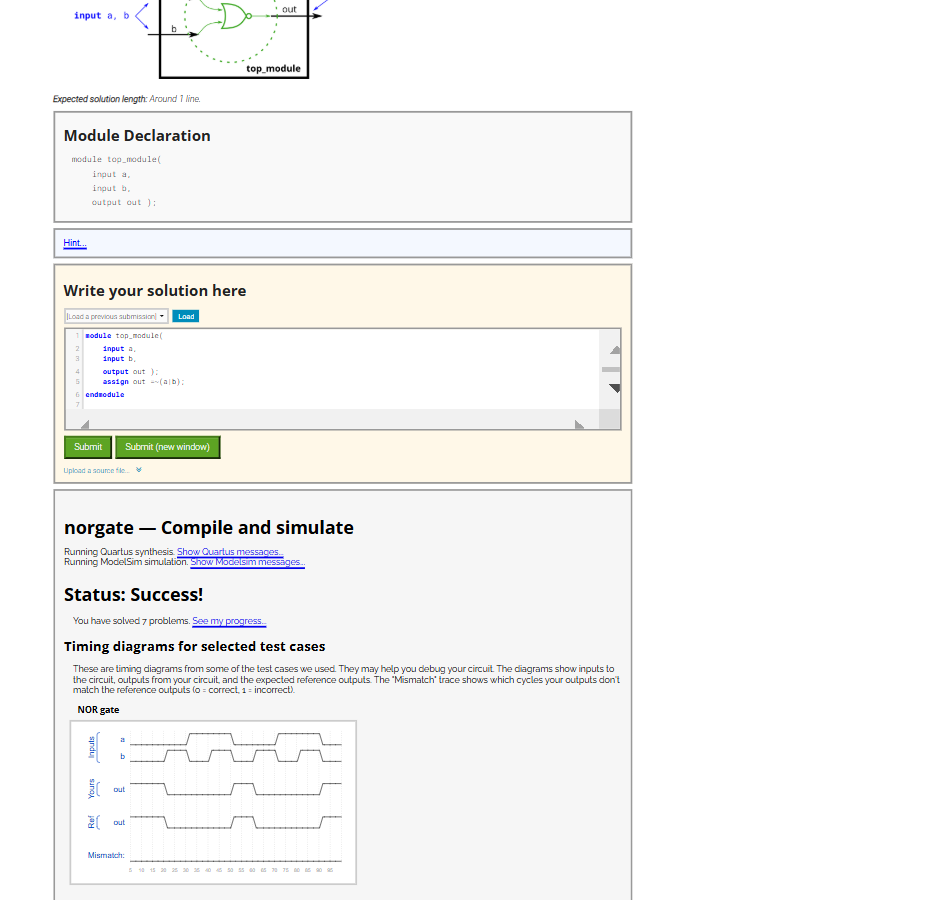 input a, b
b
out
top_module
Expected solution length: Around 1 line.
Module Declaration
module top_module(
    input a,
    input b,
    output out );
Hint...
Write your solution here
[Load a previous submission]
Load
1 module top_module(
2     input a,
3     input b,
4     output out );
5     assign out =~(a|b);
6 endmodule
7
Submit
Submit (new window)
Upload a source file...
norgate — Compile and simulate
Running Quartus synthesis. Show Quartus messages...
Running ModelSim simulation. Show Modelsim messages...
Status: Success!
You have solved 7 problems. See my progress...
Timing diagrams for selected test cases
These are timing diagrams from some of the test cases we used. They may help you debug your circuit. The diagrams show inputs to
the circuit, outputs from your circuit, and the expected reference outputs. The "Mismatch" trace shows which cycles your outputs don't
match the reference outputs (0 = correct, 1 = incorrect).
NOR gate
Inputs
a
b
Yours
out
Ref
out
Mismatch:
5 10 15 20 25 30 35 40 45 50 55 60 65 70 75 80 85 90 95